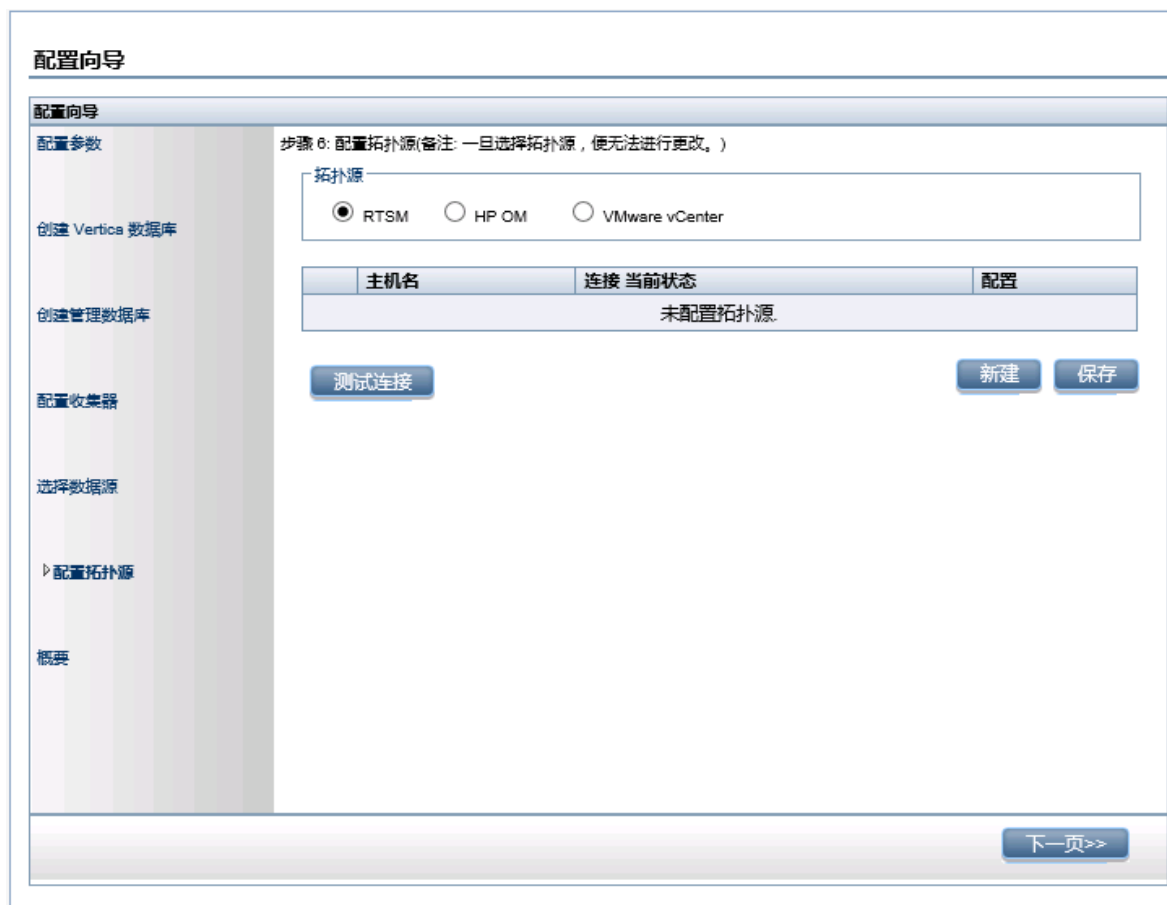 配置向导
配置向导
配置参数
步骤 6: 配置拓扑源(备注: 一旦选择拓扑源，便无法进行更改。)
拓扑源
RTSM HP OM VMware vCenter
创建 Vertica 数据库
主机名 连接 当前状态 配置
未配置拓扑源.
创建管理数据库
测试连接 新建 保存
配置收集器
选择数据源
配置拓扑源
概要
下一页>>